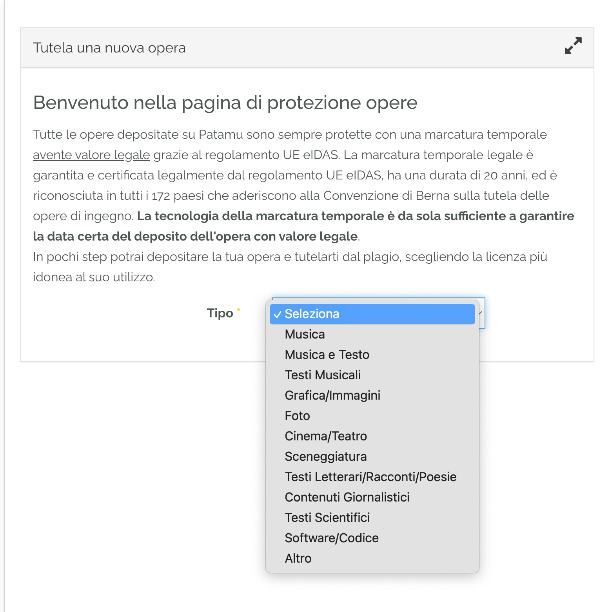 Tutela una nuova opera
Benvenuto nella pagina di protezione opere
Tutte le opere depositate su Patamu sono sempre protette con una marcatura temporale
avente valore legale grazie al regolamento UE eIDAS. La marcatura temporale legale è
garantita e certificata legalmente dal regolamento UE eIDAS, ha una durata di 20 anni, ed è
riconosciuta in tutti i 172 paesi che aderiscono alla Convenzione di Berna sulla tutela delle
opere di ingegno. La tecnologia della marcatura temporale è da sola sufficiente a garantire
la data certa del deposito dell'opera con valore legale.
In pochi step potrai depositare la tua opera e tutelarti dal plagio, scegliendo la licenza più
idonea al suo utilizzo.
Tipo *
✓ Seleziona
Musica
Musica e Testo
Testi Musicali
Grafica/Immagini
Foto
Cinema/Teatro
Sceneggiatura
Testi Letterari/Racconti/Poesie
Contenuti Giornalistici
Testi Scientifici
Software/Codice
Altro